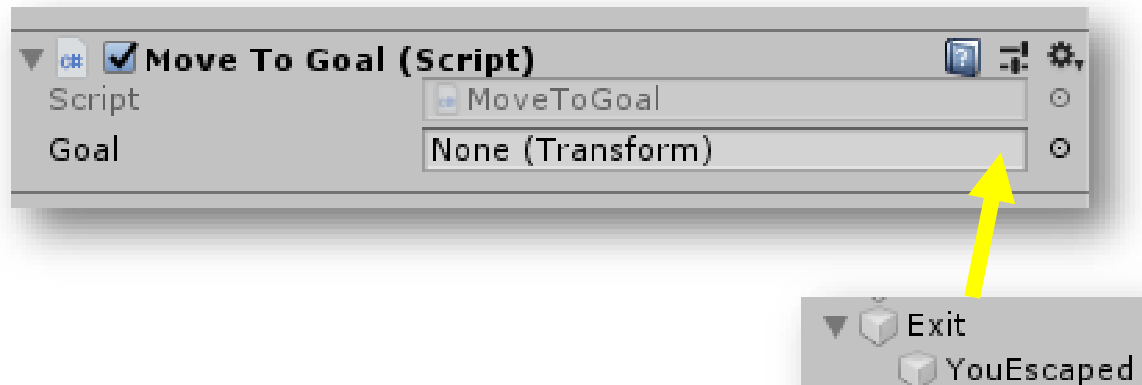 Move To Goal (Script)
Script MoveToGoal
Goal None (Transform)
Exit
YouEscaped